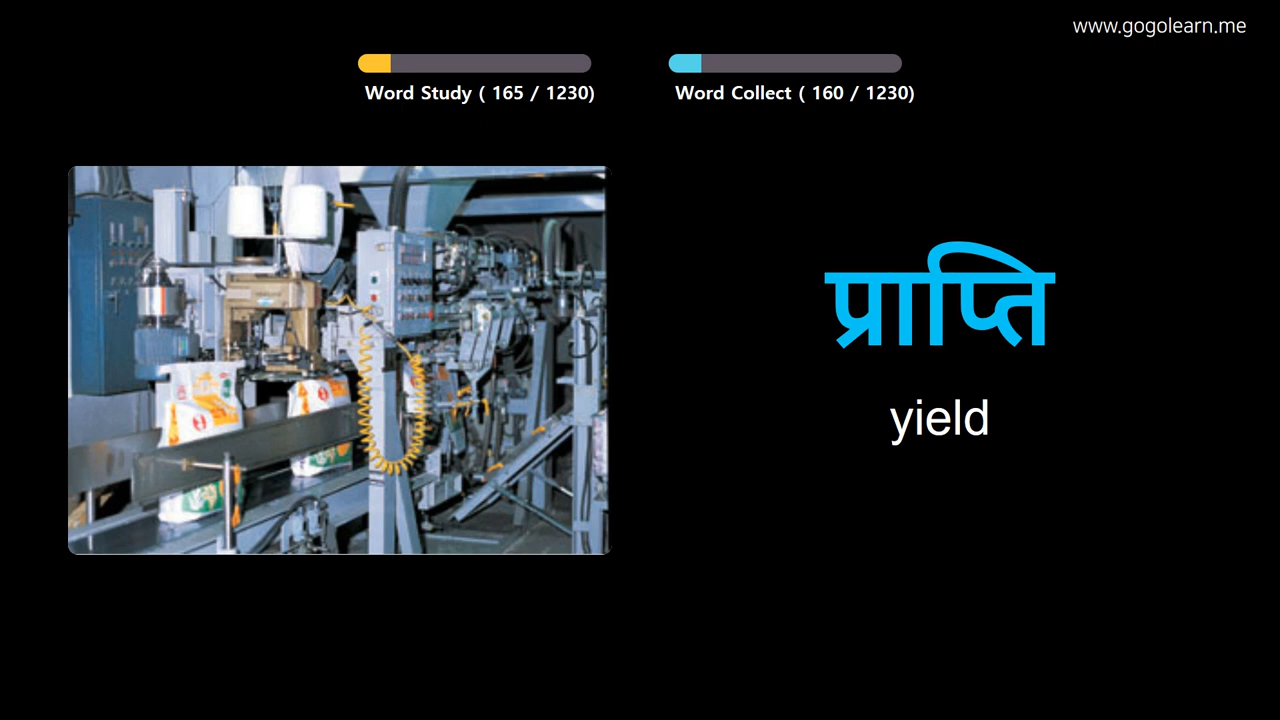 www.gogolearn.me
Word Study ( 165 / 1230)
Word Collect ( 160 / 1230)
प्राप्ति
yield